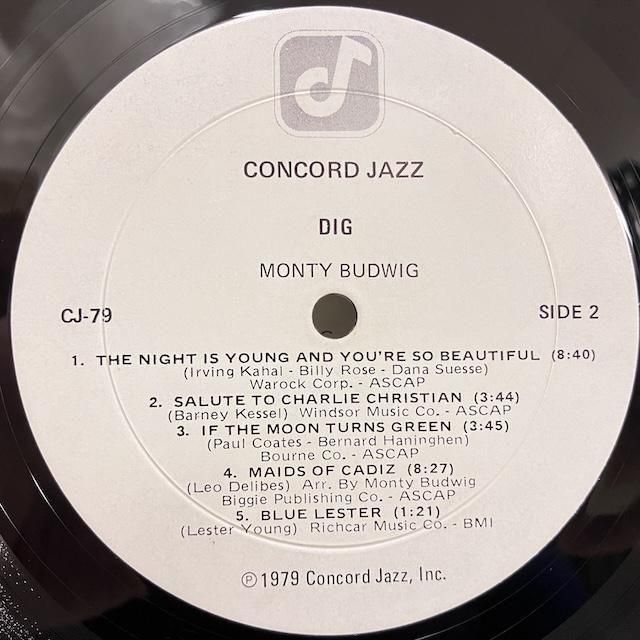 CONCORD JAZZ
DIG
MONTY BUDWIG
CJ-79
SIDE 2
1. THE NIGHT IS YOUNG AND YOU'RE SO BEAUTIFUL (8:40)
(Irving Kahal - Billy Rose - Dana Suesse)
Warock Corp. - ASCAP
2. SALUTE TO CHARLIE CHRISTIAN (3:44)
(Barney Kessel) Windsor Music Co. - ASCAP
3. IF THE MOON TURNS GREEN (3:45)
(Paul Coates - Bernard Haninghen)
Bourne Co. - ASCAP
4. MAIDS OF CADIZ (8:27)
(Leo Delibes) Arr. By Monty Budwig
Biggie Publishing Co. - ASCAP
5. BLUE LESTER (1:21)
(Lester Young) Richcar Music Co. - BMI
℗ 1979 Concord Jazz, Inc.